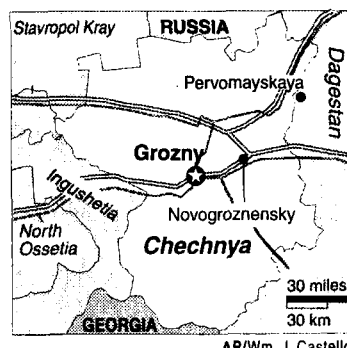 Stavropol Kray
RUSSIA
Dagestan
Pervomayskaya
Grozny
Ingushetia
Novogroznensky
North
Ossetia
Chechnya
30 miles
30 km
GEORGIA
AP/Wm. J. Castello